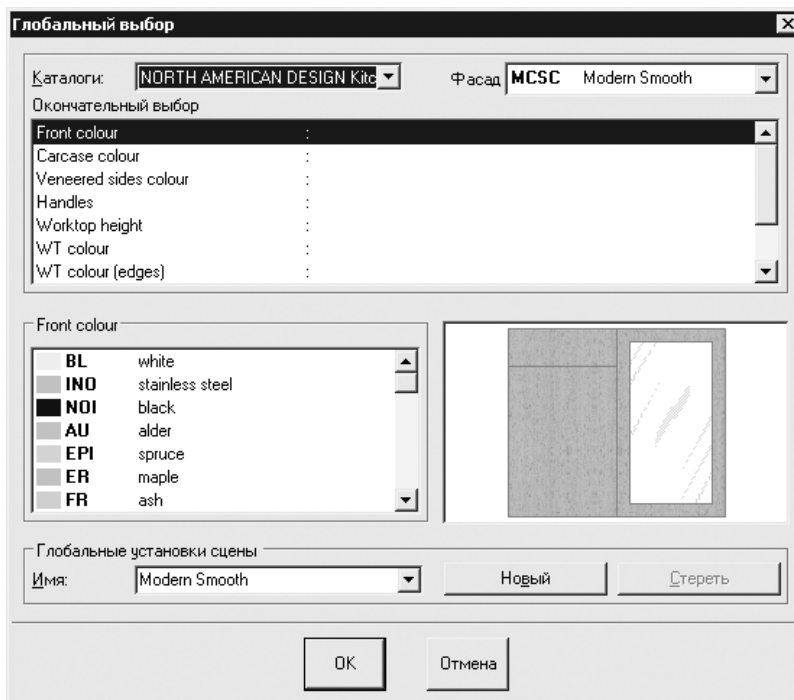 Глобальный выбор
Каталоги: NORTH AMERICAN DESIGN Kitc Фасад MCSC Modern Smooth
Окончательный выбор
Front colour :
Carcase colour :
Veneered sides colour :
Handles :
Worktop height :
WT colour :
WT colour (edges) :
Front colour
BL white
INO stainless steel
NOI black
AU alder
EPI spruce
ER maple
FR ash
Глобальные установки сцены
Имя: Modern Smooth Новый Стереть
OK Отмена